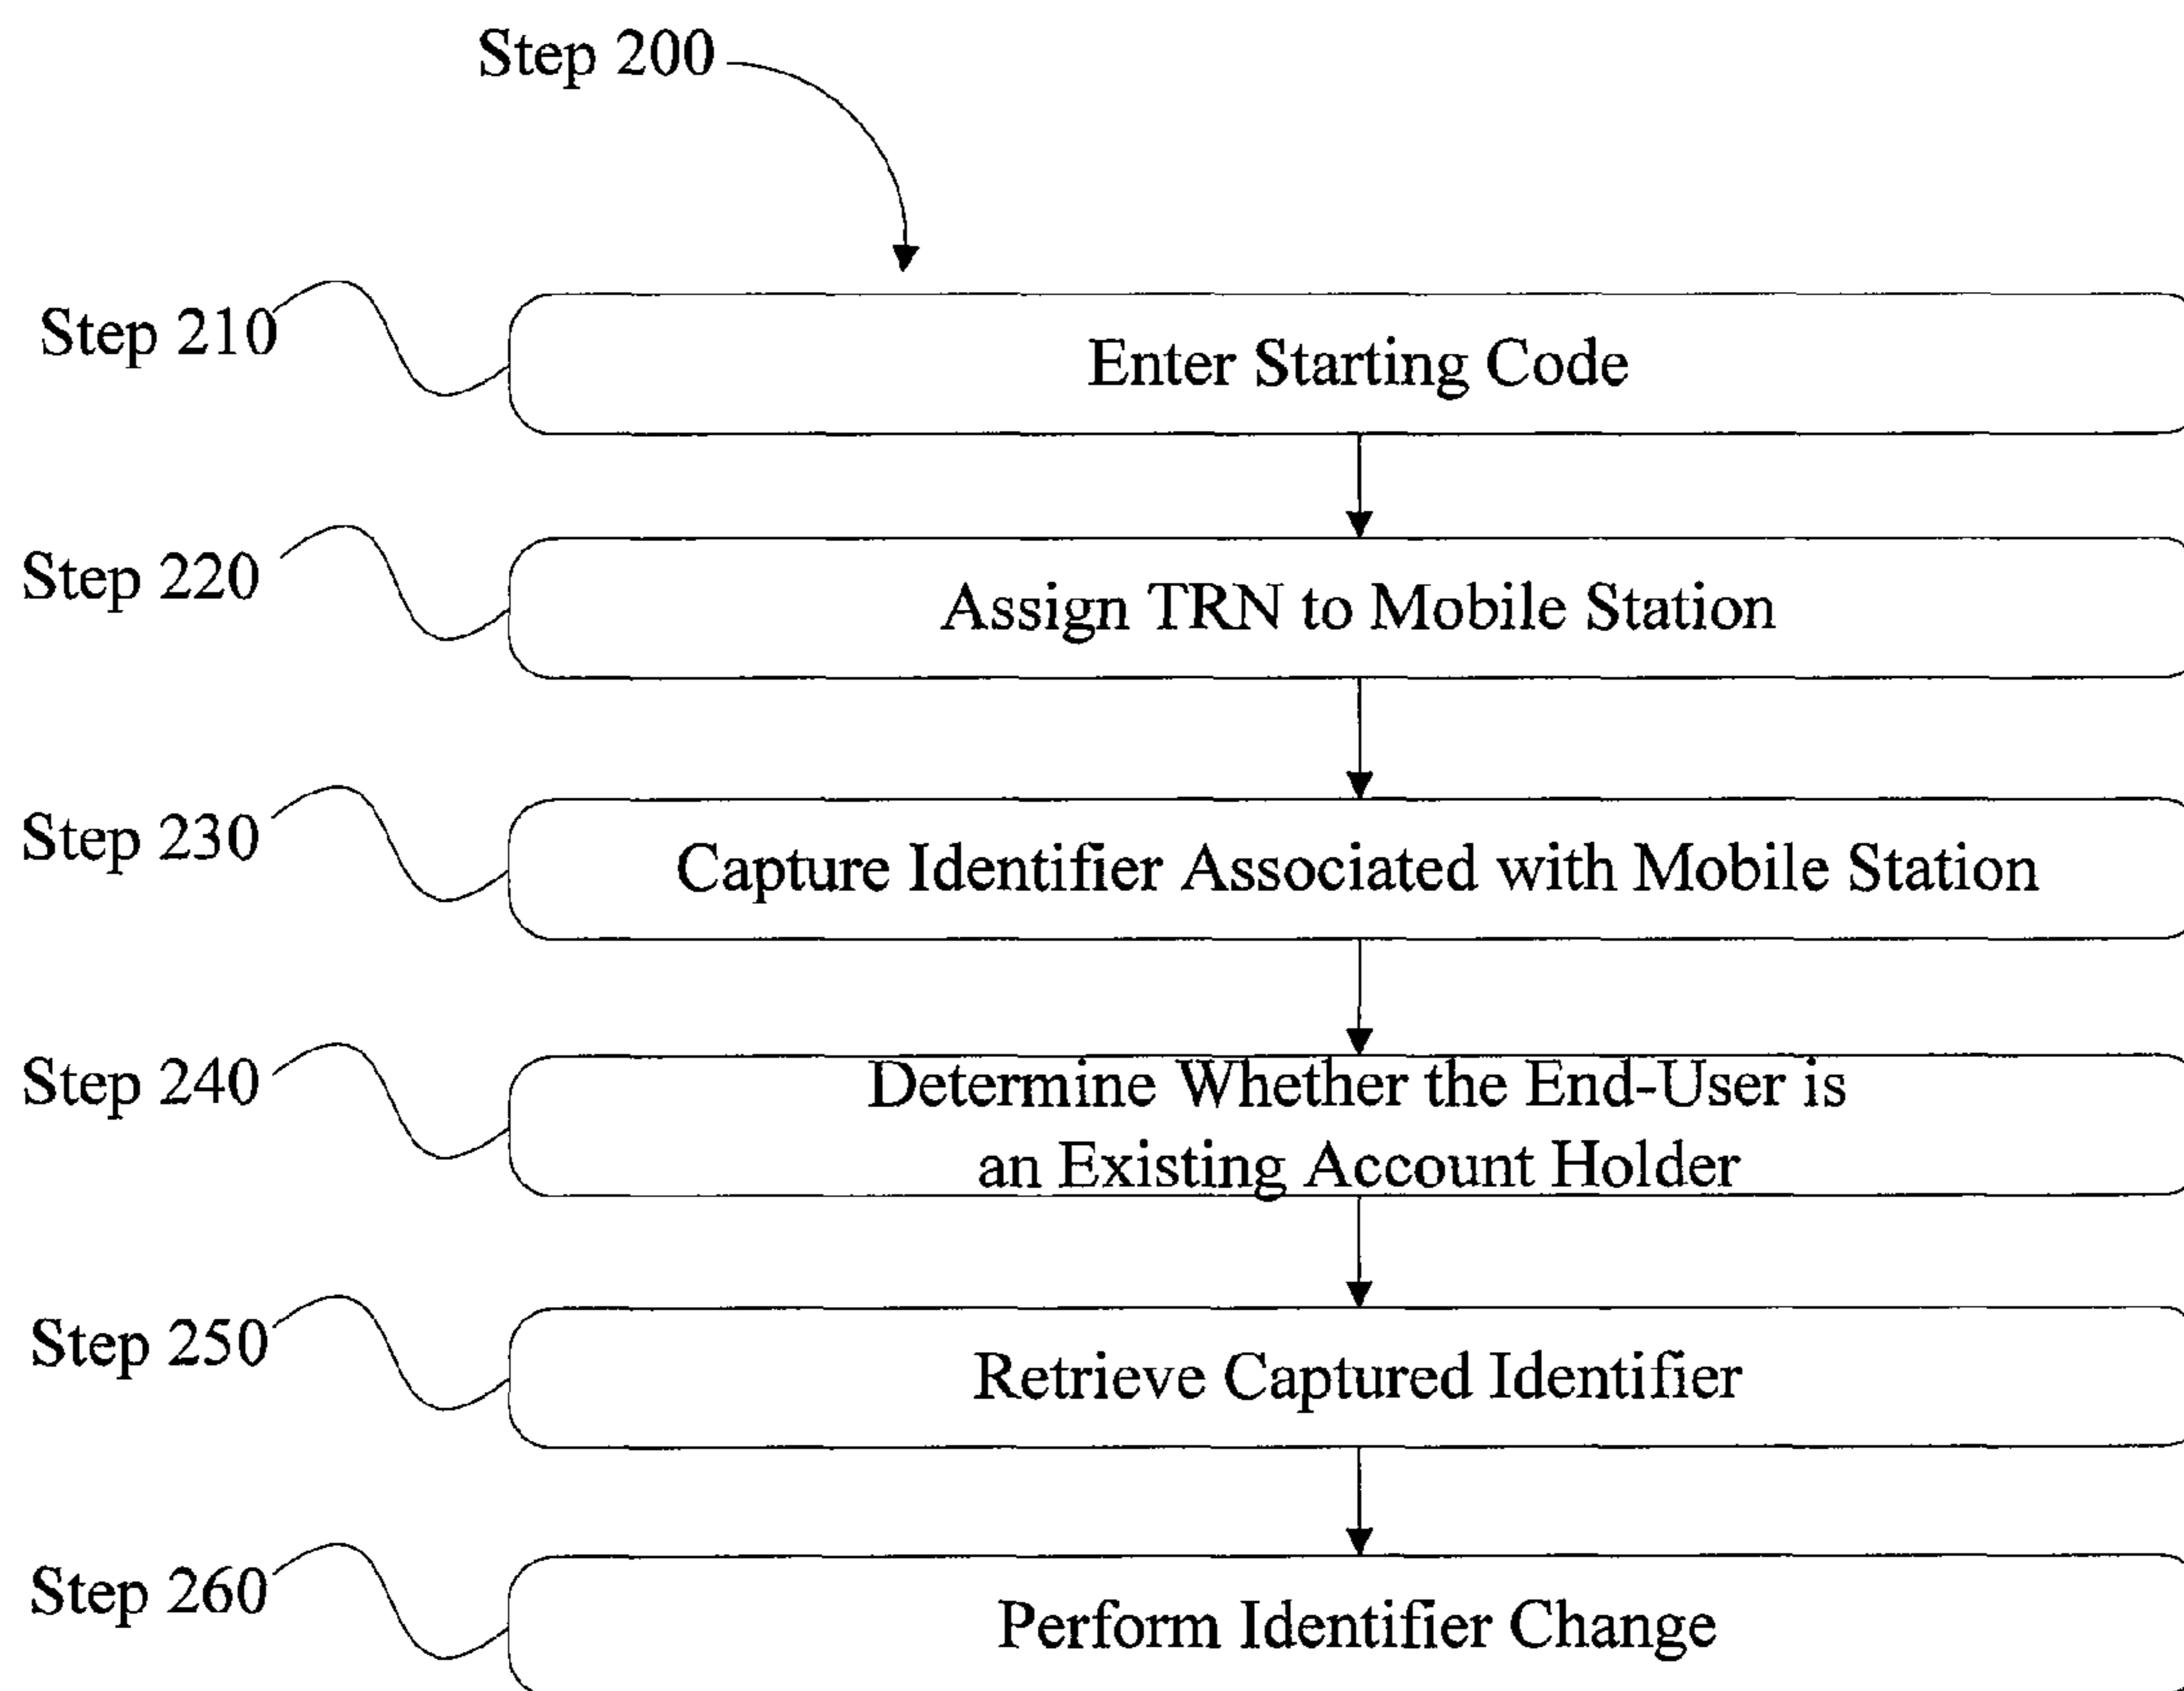 Step 200
Step 210
Enter Starting Code
Step 220
Assign TRN to Mobile Station
Step 230
Capture Identifier Associated with Mobile Station
Step 240
Determine Whether the End-User is
an Existing Account Holder
Step 250
Retrieve Captured Identifier
Step 260
Perform Identifier Change